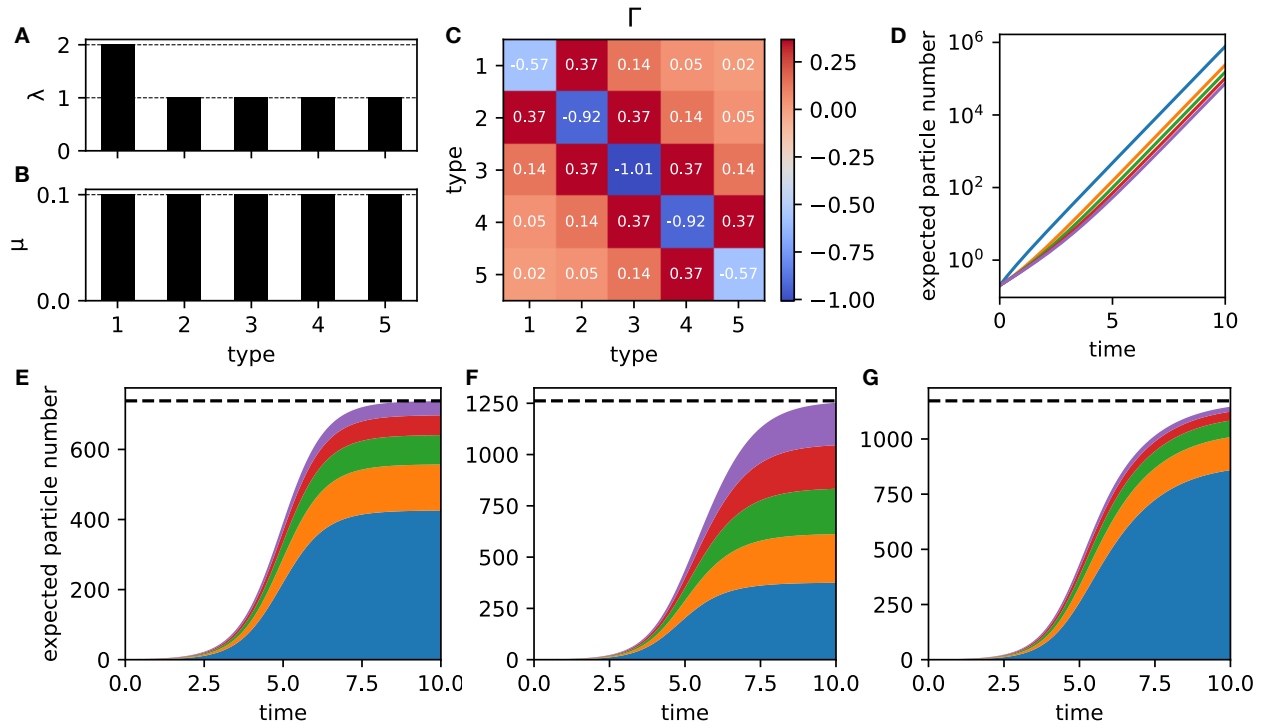 A
λ
2
1
0
1 2 3 4 5
B
μ
0.1
0.0
1 2 3 4 5
type
C
Γ
type
1 -0.57 0.37 0.14 0.05 0.02
2 0.37 -0.92 0.37 0.14 0.05
3 0.14 0.37 -1.01 0.37 0.14
4 0.05 0.14 0.37 -0.92 0.37
5 0.02 0.05 0.14 0.37 -0.57
1 2 3 4 5
type
0.25
0.00
−0.25
−0.50
−0.75
−1.00
D
expected particle number
10⁶
10⁴
10²
10⁰
0 5 10
time
E
expected particle number
600
400
200
0
0.0 2.5 5.0 7.5 10.0
time
F
1250
1000
750
500
250
0
0.0 2.5 5.0 7.5 10.0
time
G
1000
750
500
250
0
0.0 2.5 5.0 7.5 10.0
time